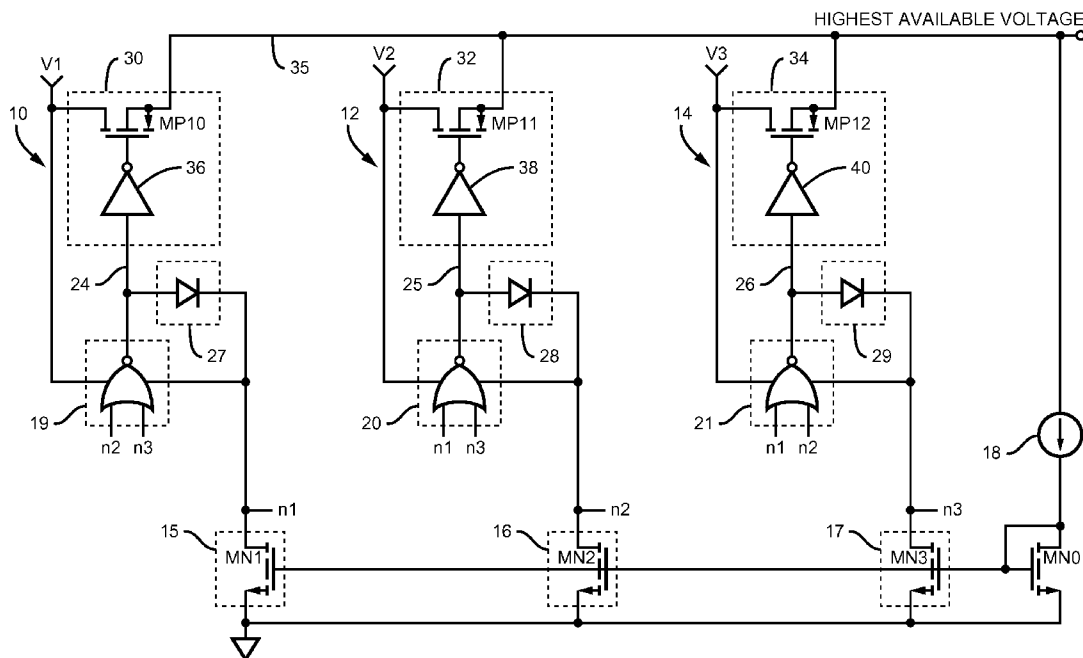 HIGHEST AVAILABLE VOLTAGE
V1
30
35
V2
32
V3
34
10
MP10
12
MP11
14
MP12
36
38
40
24
25
26
27
28
29
19
n2 n3
20
n1 n3
21
n1 n2
18
n1
n2
n3
15
MN1
16
MN2
17
MN3
MN0